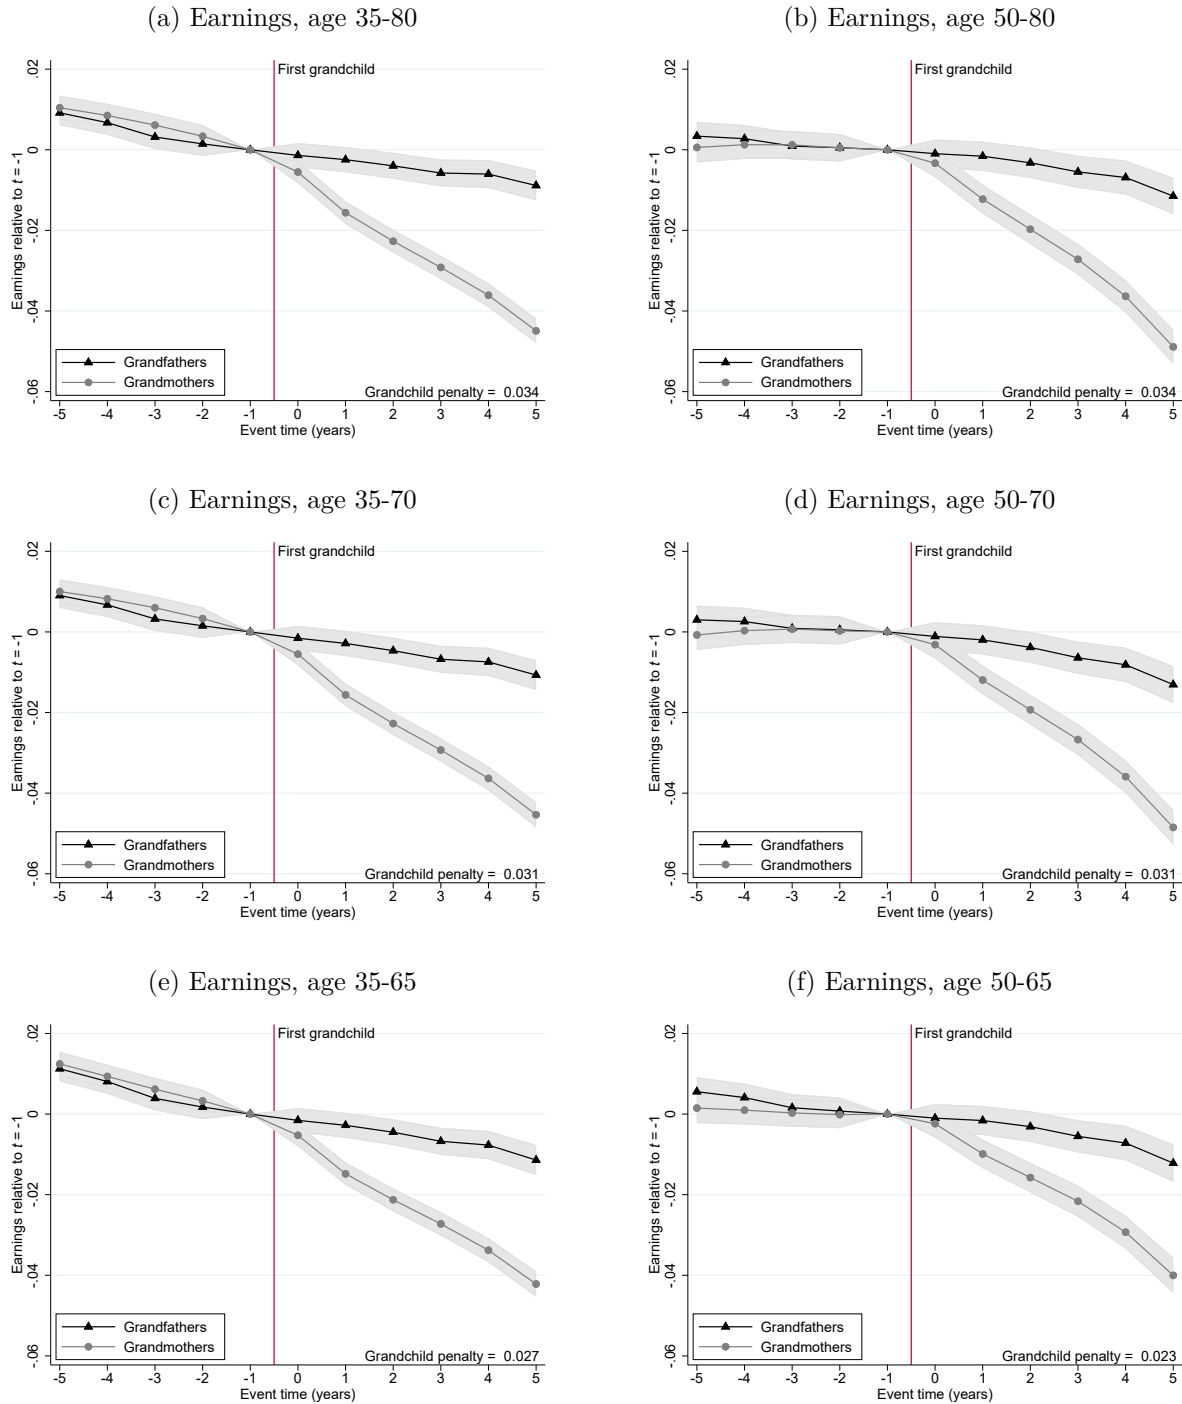 (a) Earnings, age 35-80
Earnings relative to t = -1
.02
0
-.02
-.04
-.06
First grandchild
Grandfathers
Grandmothers
Grandchild penalty = 0.034
-5 -4 -3 -2 -1 0 1 2 3 4 5
Event time (years)
(b) Earnings, age 50-80
Earnings relative to t = -1
.02
0
-.02
-.04
-.06
First grandchild
Grandfathers
Grandmothers
Grandchild penalty = 0.034
-5 -4 -3 -2 -1 0 1 2 3 4 5
Event time (years)
(c) Earnings, age 35-70
Earnings relative to t = -1
.02
0
-.02
-.04
-.06
First grandchild
Grandfathers
Grandmothers
Grandchild penalty = 0.031
-5 -4 -3 -2 -1 0 1 2 3 4 5
Event time (years)
(d) Earnings, age 50-70
Earnings relative to t = -1
.02
0
-.02
-.04
-.06
First grandchild
Grandfathers
Grandmothers
Grandchild penalty = 0.031
-5 -4 -3 -2 -1 0 1 2 3 4 5
Event time (years)
(e) Earnings, age 35-65
Earnings relative to t = -1
.02
0
-.02
-.04
-.06
First grandchild
Grandfathers
Grandmothers
Grandchild penalty = 0.027
-5 -4 -3 -2 -1 0 1 2 3 4 5
Event time (years)
(f) Earnings, age 50-65
Earnings relative to t = -1
.02
0
-.02
-.04
-.06
First grandchild
Grandfathers
Grandmothers
Grandchild penalty = 0.023
-5 -4 -3 -2 -1 0 1 2 3 4 5
Event time (years)